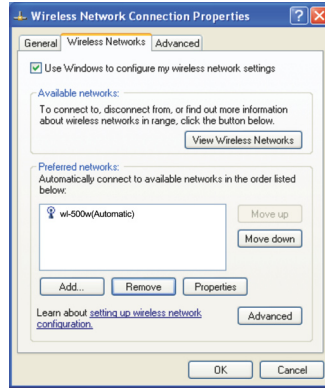 Wireless Network Connection Properties
General Wireless Networks Advanced
Use Windows to configure my wireless network settings
Available networks:
To connect to, disconnect from, or find out more information
about wireless networks in range, click the button below.
View Wireless Networks
Preferred networks:
Automatically connect to available networks in the order listed
below:
wl-500w(Automatic)
Move up
Move down
Add... Remove Properties
Learn about setting up wireless network
configuration.
Advanced
OK Cancel